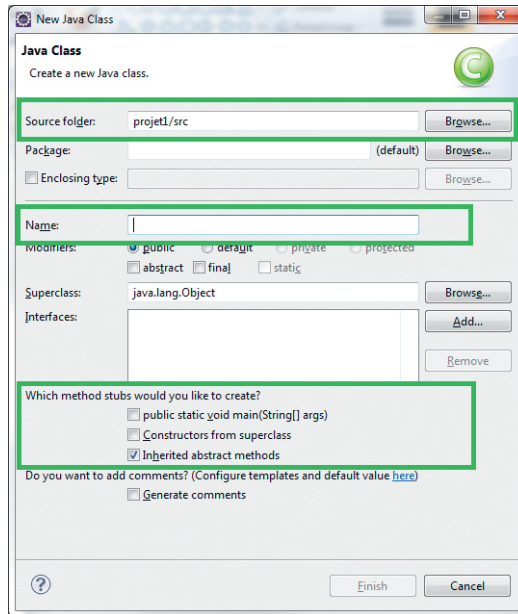 New Java Class
Java Class
Create a new Java class.
C
Source folder: projet1/src Browse...
Package: (default) Browse...
Enclosing type: Browse...
Name:
Modifiers: public default private protected
abstract final static
Superclass: java.lang.Object Browse...
Interfaces: Add...
Remove
Which method stubs would you like to create?
public static void main(String[] args)
Constructors from superclass
Inherited abstract methods
Do you want to add comments? (Configure templates and default value here)
Generate comments
? Finish Cancel